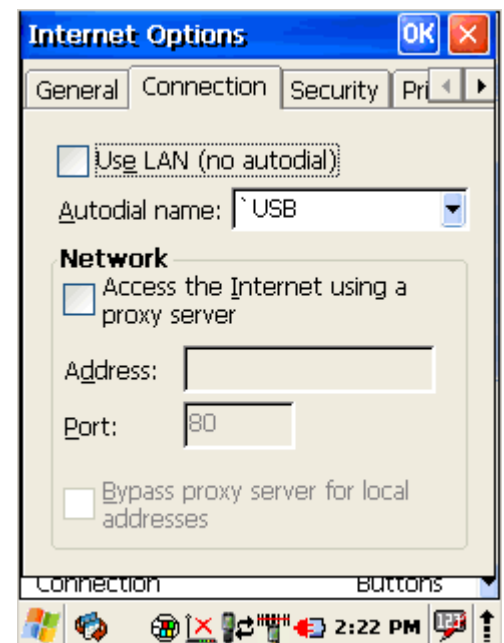 Internet Options OK
General Connection Security Pri
Use LAN (no autodial)
Autodial name: `USB
Network
Access the Internet using a
proxy server
Address:
Port: 80
Bypass proxy server for local
addresses
Connection Buttons
2:22 PM 123